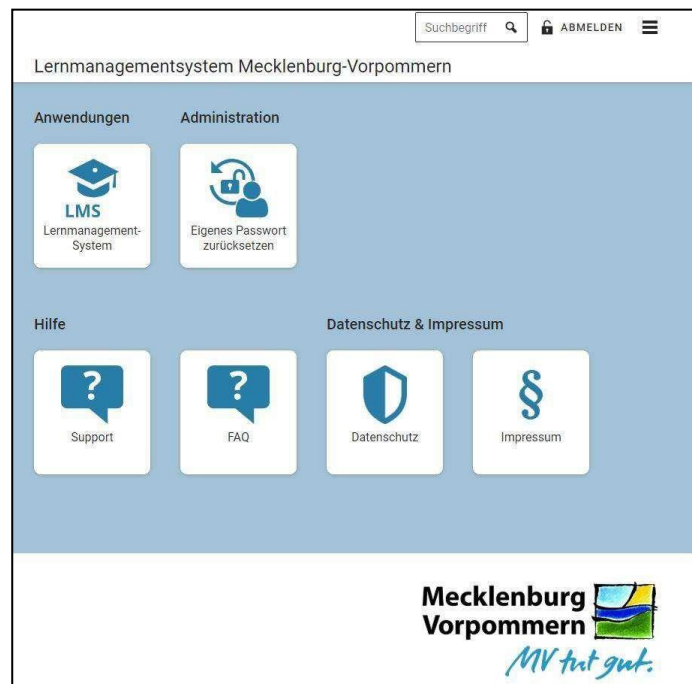 Suchbegriff
ABMELDEN
Lernmanagementsystem Mecklenburg-Vorpommern
Anwendungen
Administration
LMS
Lernmanagement-
System
Eigenes Passwort
zurücksetzen
Hilfe
Datenschutz & Impressum
?
Support
?
FAQ
Datenschutz
§
Impressum
Mecklenburg
Vorpommern
MV tut gut.